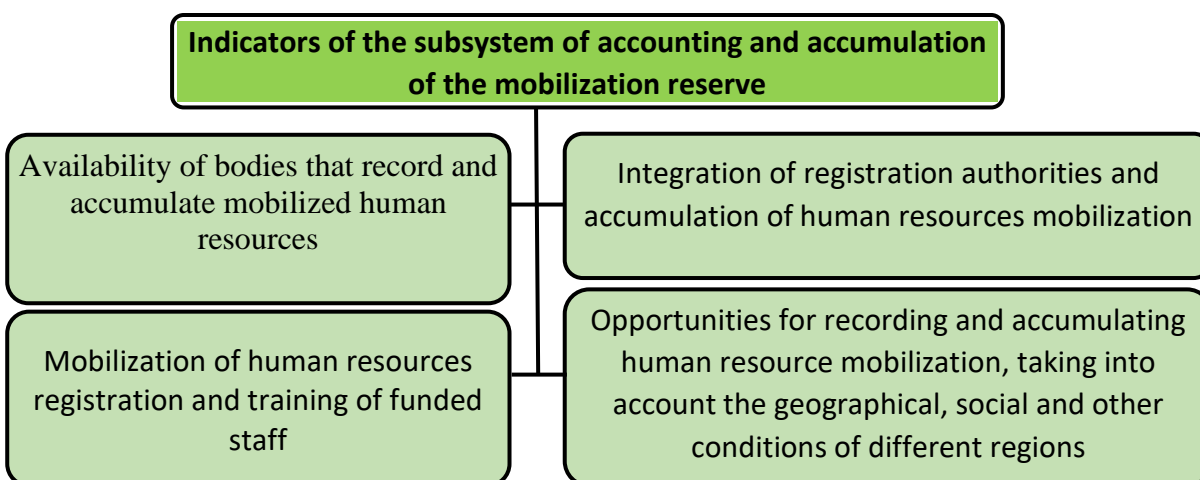 Indicators of the subsystem of accounting and accumulation
of the mobilization reserve
Availability of bodies that record and
accumulate mobilized human
resources
Integration of registration authorities and
accumulation of human resources mobilization
Mobilization of human resources
registration and training of funded
staff
Opportunities for recording and accumulating
human resource mobilization, taking into
account the geographical, social and other
conditions of different regions